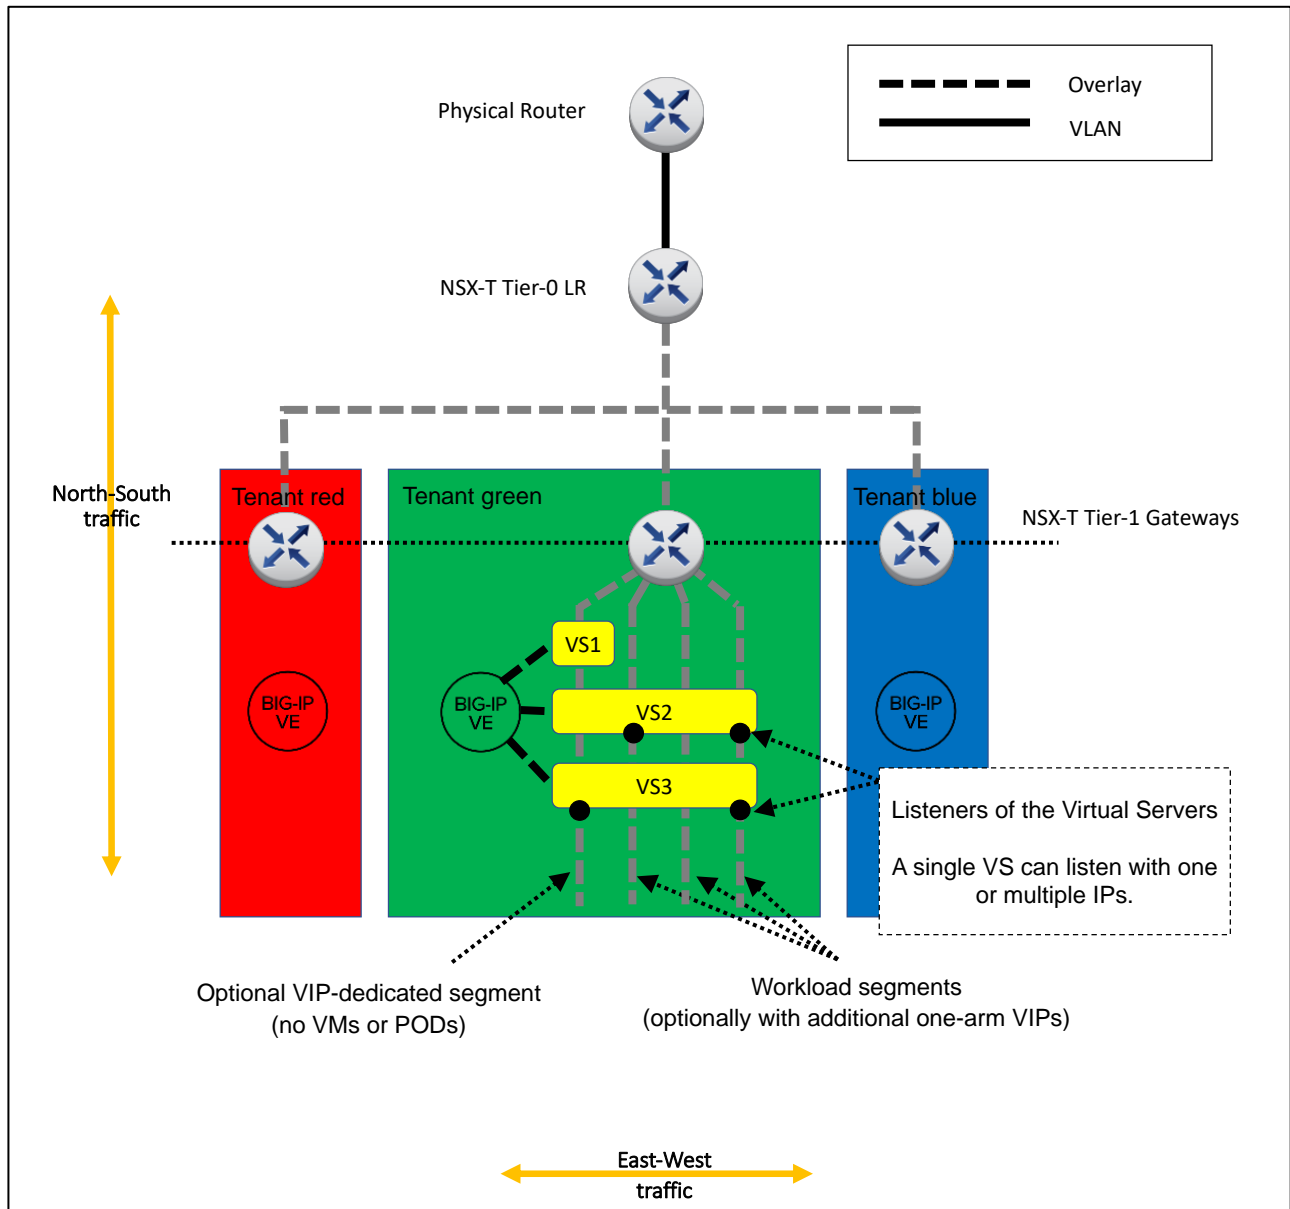 Physical Router
Overlay
VLAN
NSX-T Tier-0 LR
North-South
traffic
Tenant red
Tenant green
Tenant blue
NSX-T Tier-1 Gateways
VS1
BIG-IP
VE
BIG-IP
VE
BIG-IP
VE
VS2
VS3
Listeners of the Virtual Servers
A single VS can listen with one
or multiple IPs.
Optional VIP-dedicated segment
(no VMs or PODs)
Workload segments
(optionally with additional one-arm VIPs)
East-West
traffic